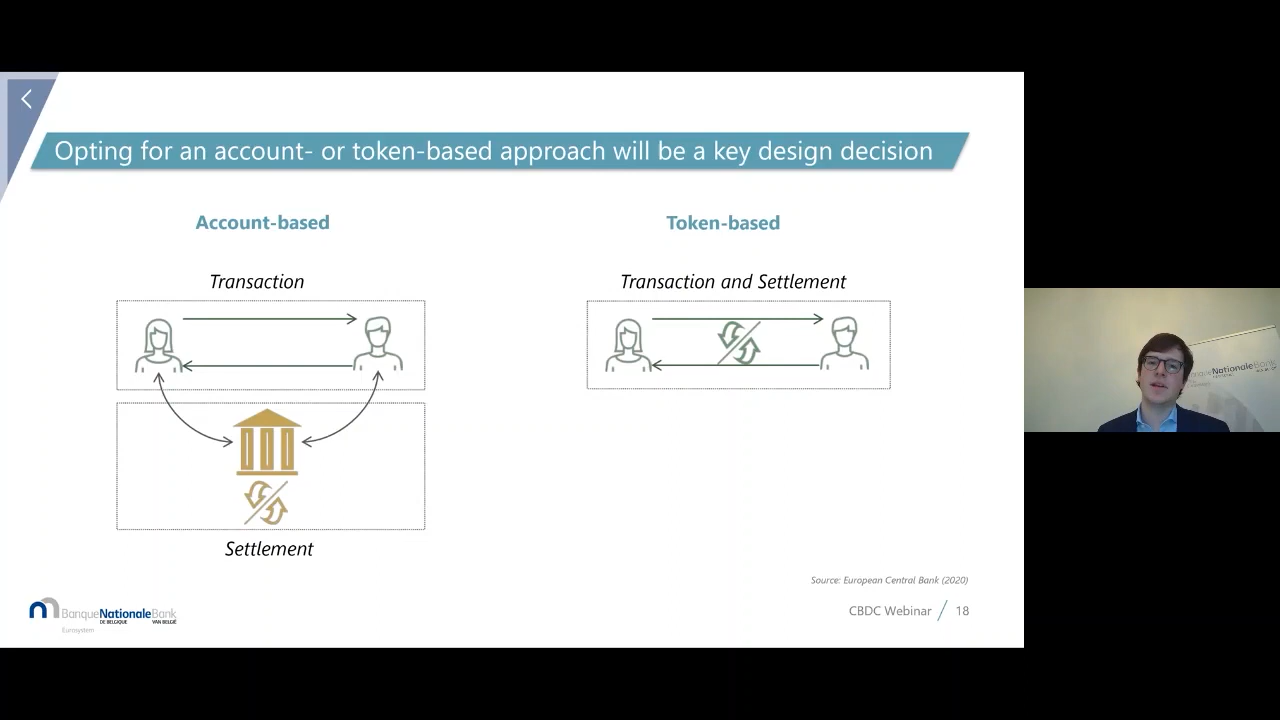 Opting for an account- or token-based approach will be a key design decision
Account-based
Token-based
Transaction
Transaction and Settlement
Settlement
Source: European Central Bank (2020)
BanqueNationaleBank
DE BELGIQUE VAN BELGIË
Eurosystem
CBDC Webinar 18
NationaleBank